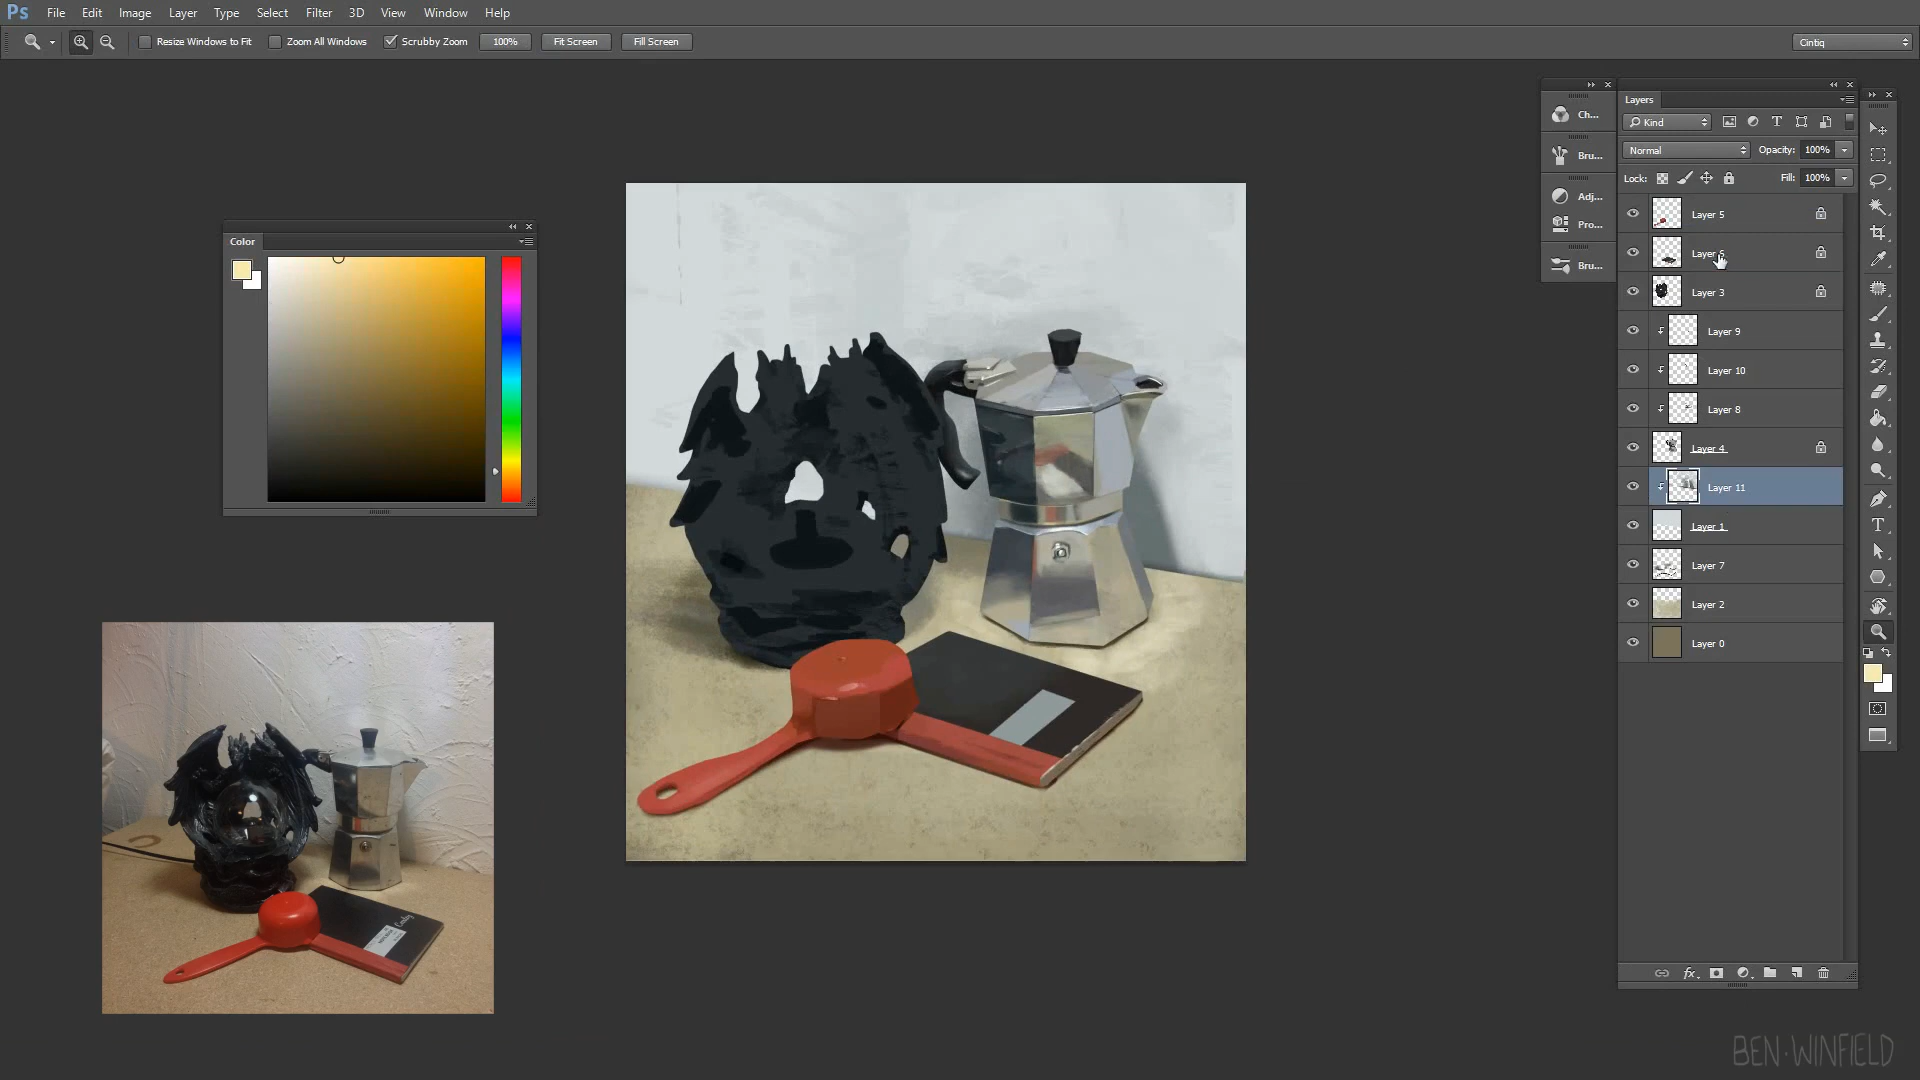 Ps File Edit Image Layer Type Select Filter 3D View Window Help
Resize Windows to Fit Zoom All Windows Scrubby Zoom 100% Fit Screen Fill Screen Cintiq
Layers
Ch...
Kind
Bru...
Normal Opacity: 100%
Lock: Fill: 100%
Adj...
Layer 5
Pro...
Color
Layer 6
Bru...
Layer 3
Layer 9
Layer 10
Layer 8
Layer 4
Layer 11
Layer 1
Layer 7
Layer 2
Layer 0
fx
BEN·WINFIELD